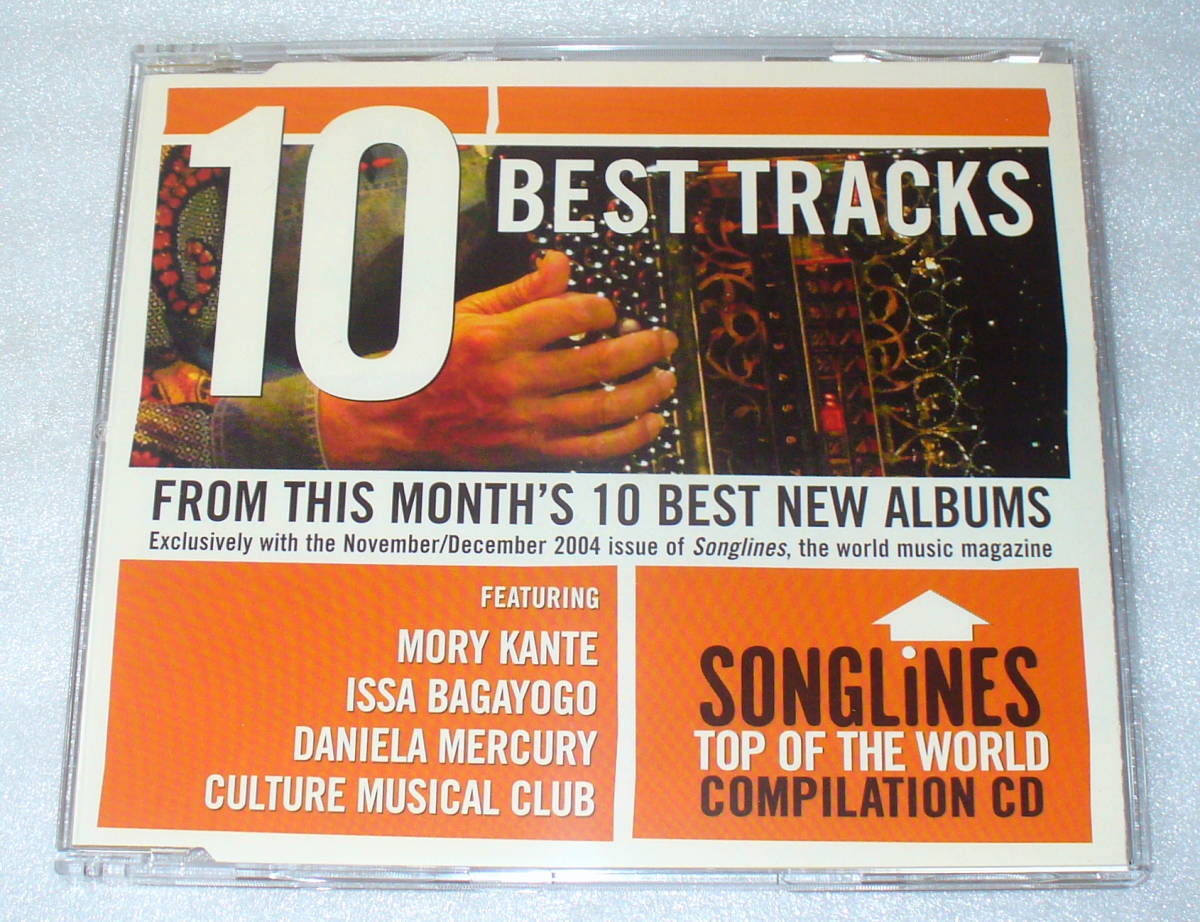 10 BEST TRACKS
FROM THIS MONTH'S 10 BEST NEW ALBUMS
Exclusively with the November/December 2004 issue of Songlines, the world music magazine
FEATURING
MORY KANTE
ISSA BAGAYOGO
DANIELA MERCURY
CULTURE MUSICAL CLUB
SONGLiNES
TOP OF THE WORLD
COMPILATION CD